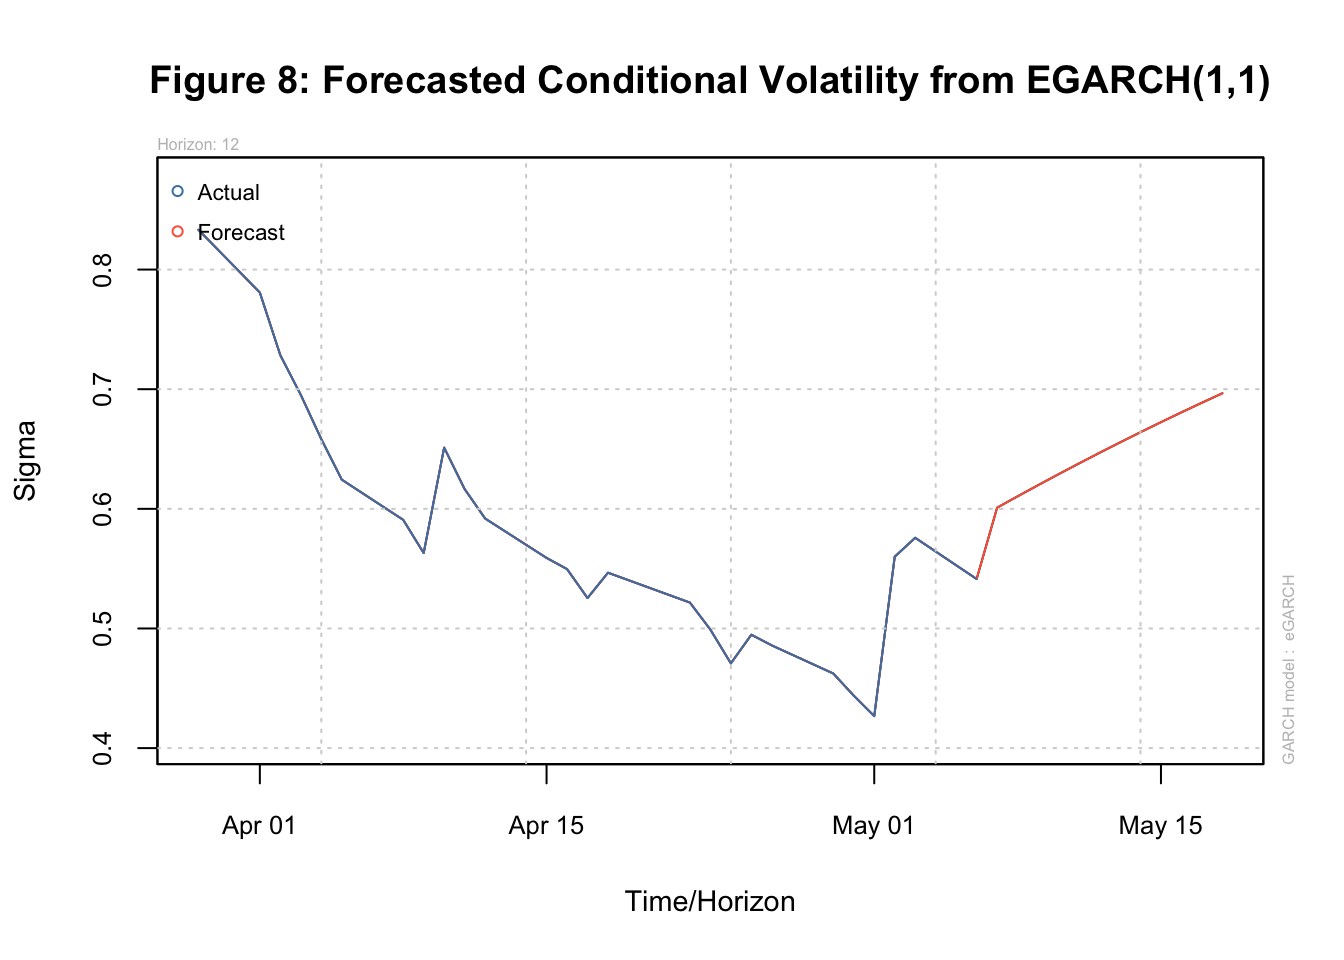 Figure 8: Forecasted Conditional Volatility from EGARCH(1,1)
Horizon: 12
Actual
Forecast
0.8
0.7
0.6
0.5
0.4
Sigma
GARCH model : eGARCH
Apr 01
Apr 15
May 01
May 15
Time/Horizon